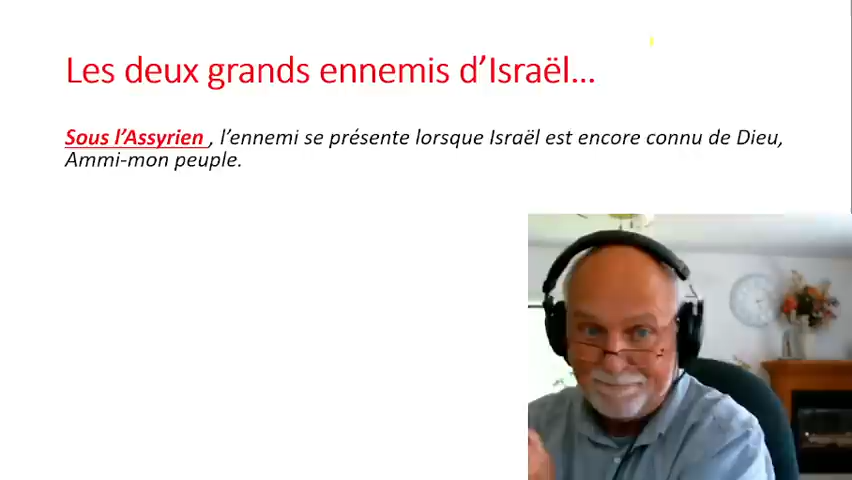 Les deux grands ennemis d’Israël…
Sous l’Assyrien , l’ennemi se présente lorsque Israël est encore connu de Dieu,
Ammi-mon peuple.